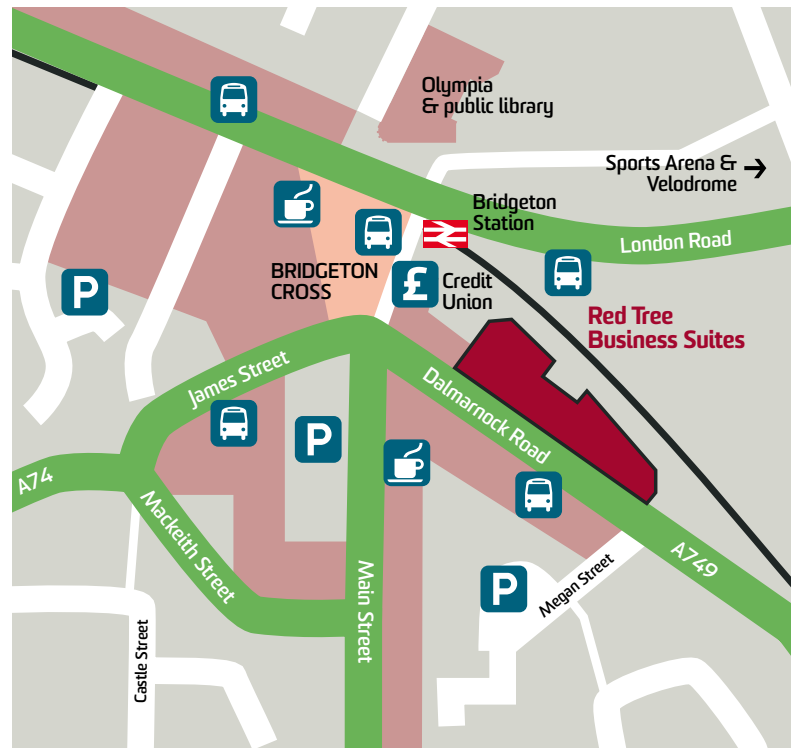 Olympia
& public library
Sports Arena &
Velodrome
Bridgeton
Station
London Road
BRIDGETON
CROSS
£
Credit
Union
P
Red Tree
Business Suites
James Street
Dalmarnock Road
P
A74
Mackeith Street
Main Street
A749
P
Megan Street
Castle Street